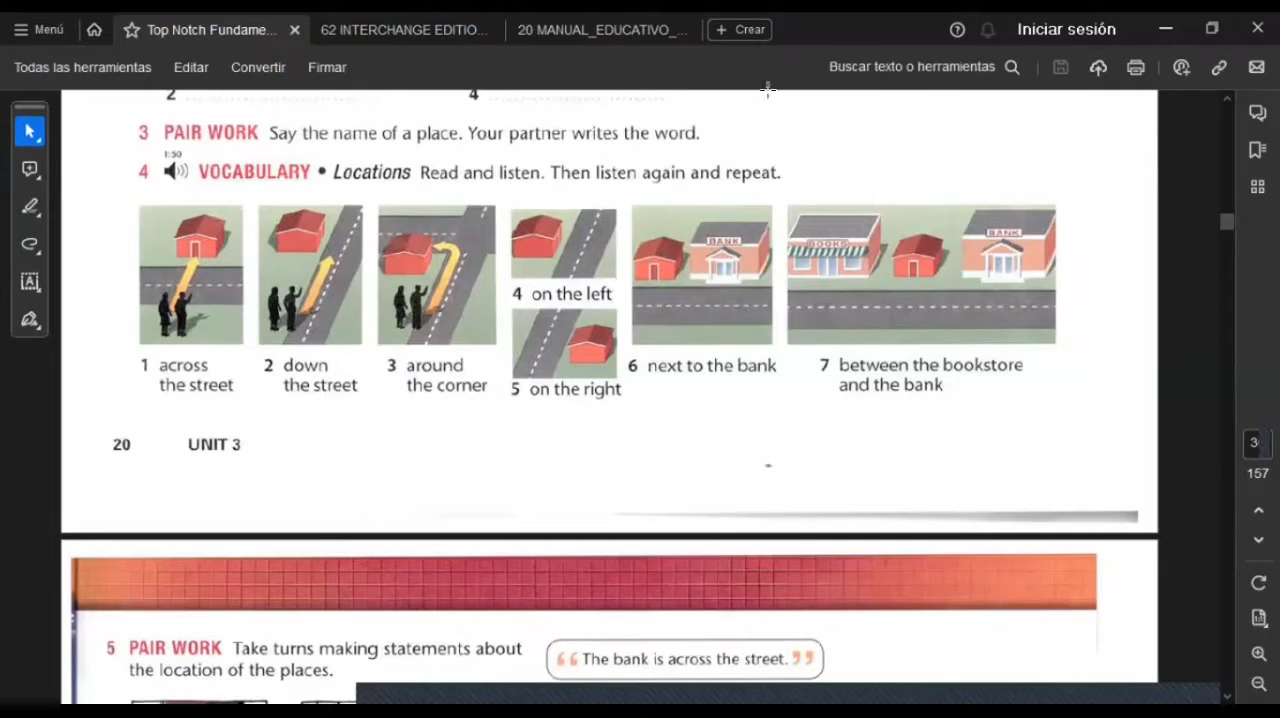 Menú
Top Notch Fundame...
62 INTERCHANGE EDITIO...
20 MANUAL_EDUCATIVO_...
+ Crear
Iniciar sesión
Todas las herramientas
Editar
Convertir
Firmar
Buscar texto o herramientas
2
4
3 PAIR WORK Say the name of a place. Your partner writes the word.
1:50
4 VOCABULARY • Locations Read and listen. Then listen again and repeat.
BANK
BOOKS
BANK
1 across
the street
2 down
the street
3 around
the corner
4 on the left
5 on the right
6 next to the bank
7 between the bookstore
and the bank
20 UNIT 3
3
157
5 PAIR WORK Take turns making statements about
the location of the places.
“The bank is across the street.”